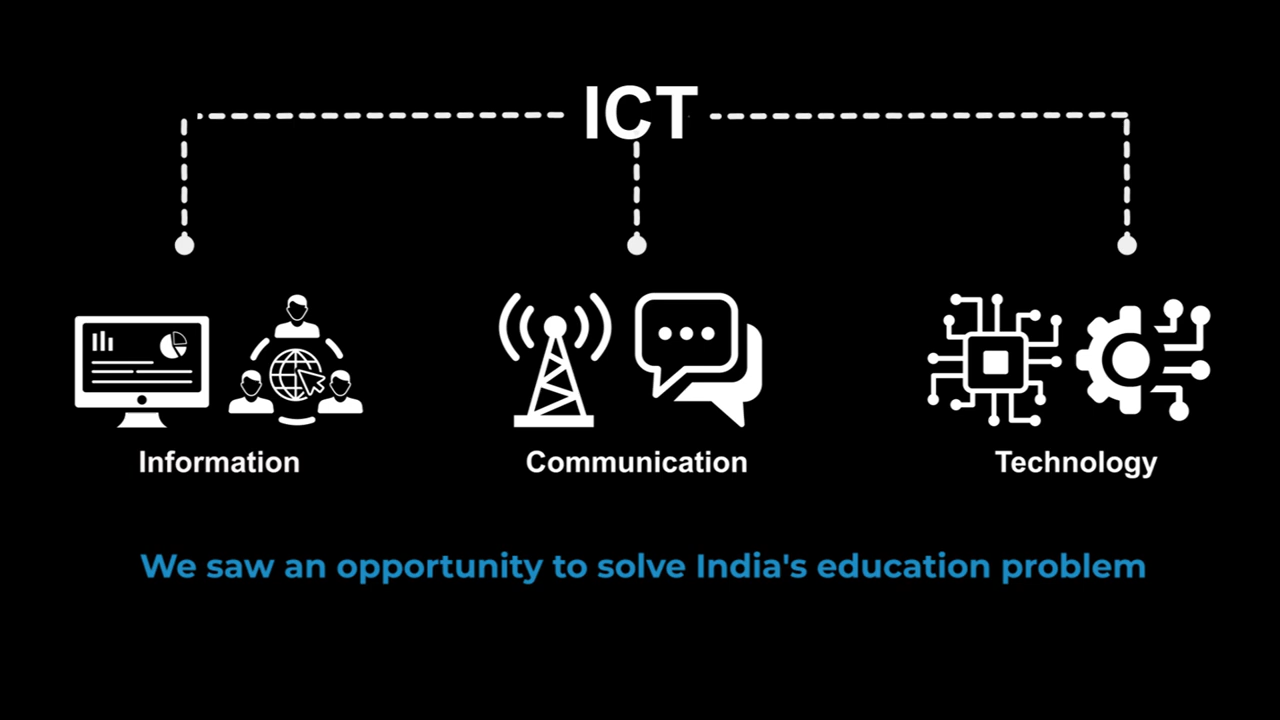 ICT
Information
Communication
Technology
We saw an opportunity to solve India's education problem